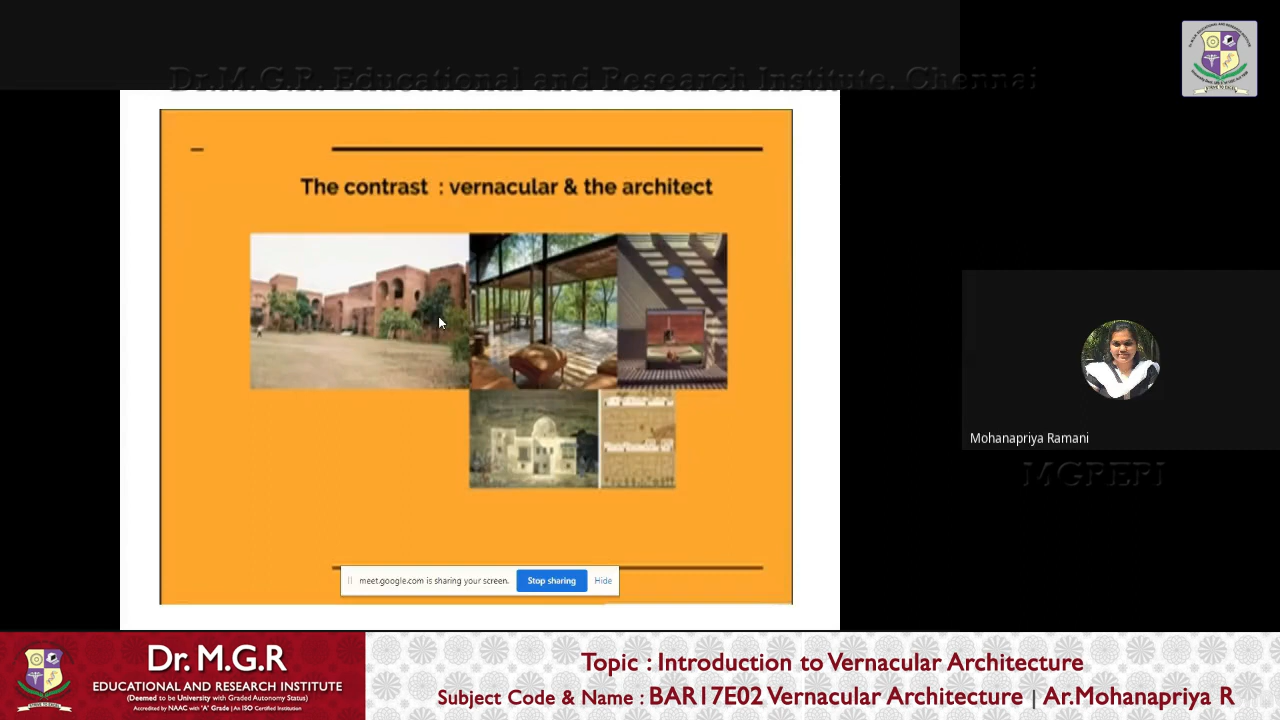 Dr.M.G.R. Educational and Research Institute, Chennai
The contrast : vernacular & the architect
meet.google.com is sharing your screen.
Stop sharing
Hide
Mohanapriya Ramani
Dr. M.G.R
EDUCATIONAL AND RESEARCH INSTITUTE
(Deemed to be University with Graded Autonomy Status)
Accredited by NAAC with 'A' Grade | An ISO Certified Institution
Topic : Introduction to Vernacular Architecture
Subject Code & Name : BAR17E02 Vernacular Architecture | Ar.Mohanapriya R